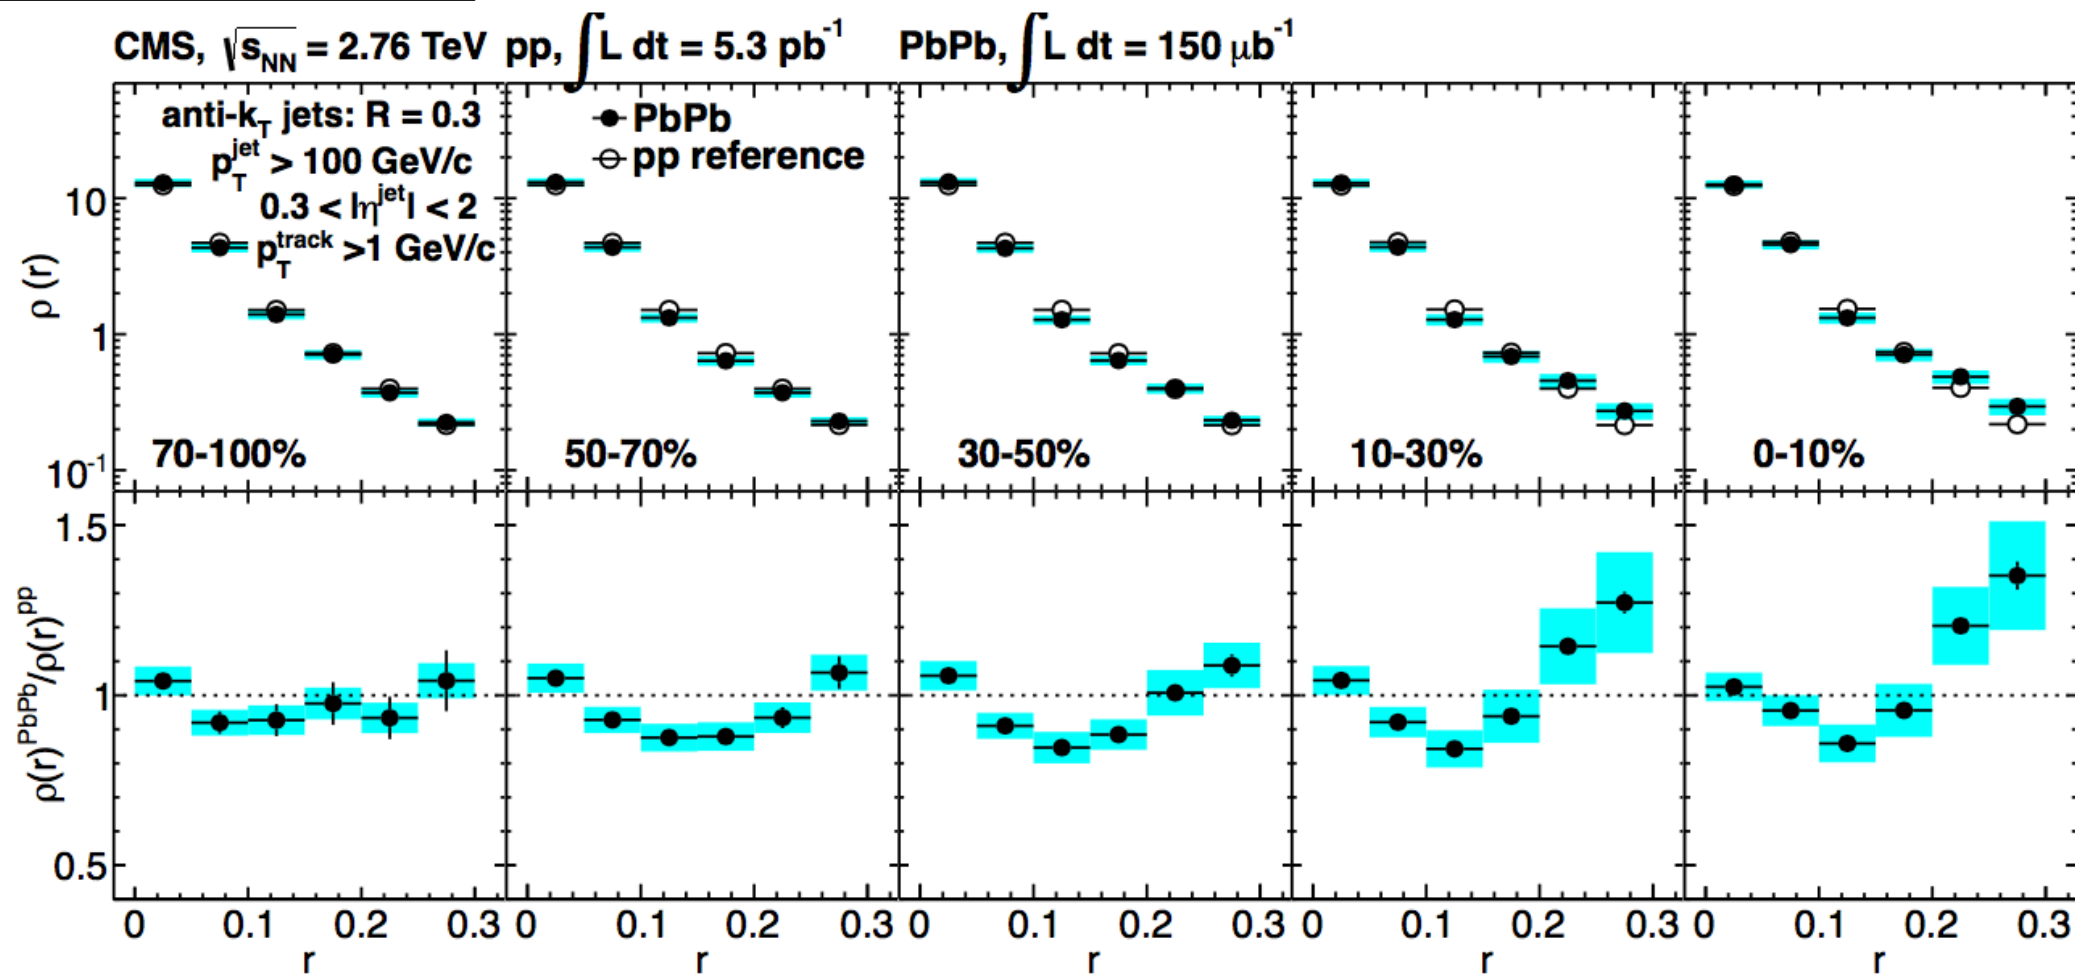 CMS, √s_NN = 2.76 TeV pp, ∫L dt = 5.3 pb⁻¹ PbPb, ∫L dt = 150 μb⁻¹
anti-k_T jets: R = 0.3
p_T^jet > 100 GeV/c
0.3 < |η^jet| < 2
p_T^track >1 GeV/c
PbPb
pp reference
ρ (r)
10
1
10⁻¹
70-100%
50-70%
30-50%
10-30%
0-10%
ρ(r)^PbPb/ρ(r)^pp
1.5
1
0.5
0 0.1 0.2 0.3 0 0.1 0.2 0.3 0 0.1 0.2 0.3 0 0.1 0.2 0.3 0 0.1 0.2 0.3
r r r r r